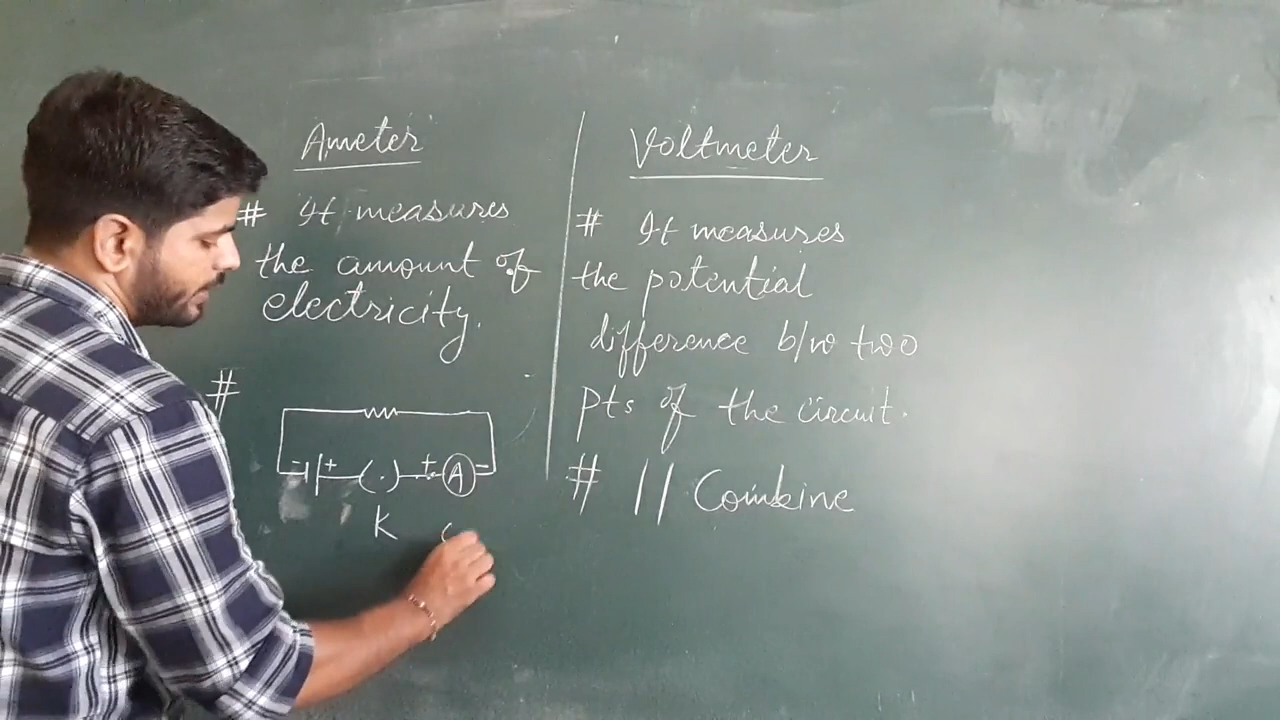 Ameter
# It measures
the amount of
electricity.
#
- + + A -
K
Voltmeter
# It measures
the potential
difference b/w two
pts of the circuit.
# || Combine